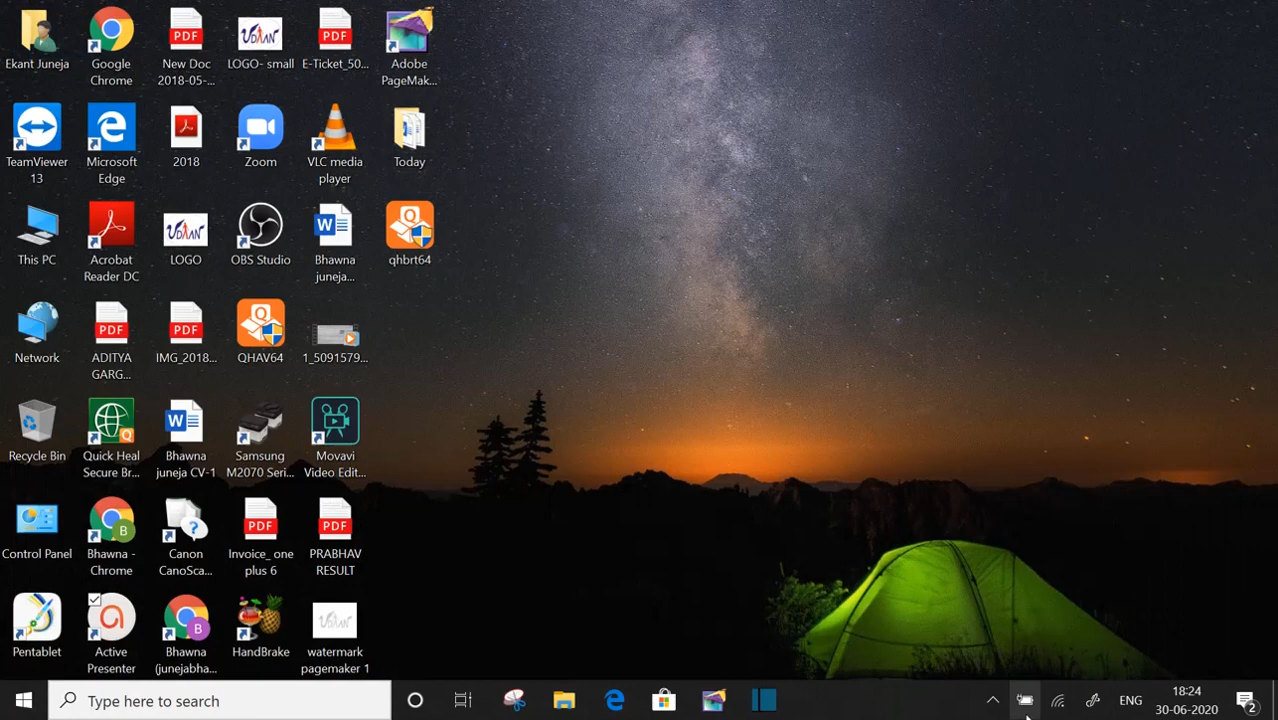 Ekant Juneja
Google
Chrome
PDF
New Doc
2018-05-...
UDAAN
LOGO- small
PDF
E-Ticket_50...
Adobe
PageMak...
TeamViewer
13
Microsoft
Edge
2018
Zoom
VLC media
player
Today
This PC
Acrobat
Reader DC
LOGO
OBS Studio
W
Bhawna
juneja...
Q
qhbrt64
Network
PDF
ADITYA
GARG...
PDF
IMG_2018...
Q
QHAV64
1_5091579...
Recycle Bin
Q
Quick Heal
Secure Br...
W
Bhawna
juneja CV-1
Samsung
M2070 Seri...
Movavi
Video Edit...
Control Panel
B
Bhawna -
Chrome
?
Canon
CanoSca...
PDF
Invoice_ one
plus 6
PDF
PRABHAV
RESULT
Pentablet
Active
Presenter
B
Bhawna
(junejabha...
HandBrake
watermark
pagemaker 1
Type here to search
ENG
18:24
30-06-2020
2